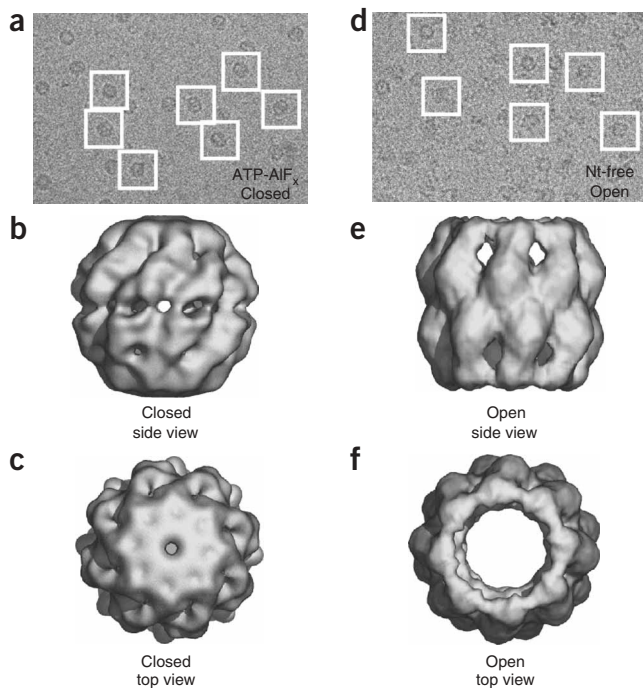 a
ATP-AlFx
Closed
b
Closed
side view
c
Closed
top view
d
Nt-free
Open
e
Open
side view
f
Open
top view